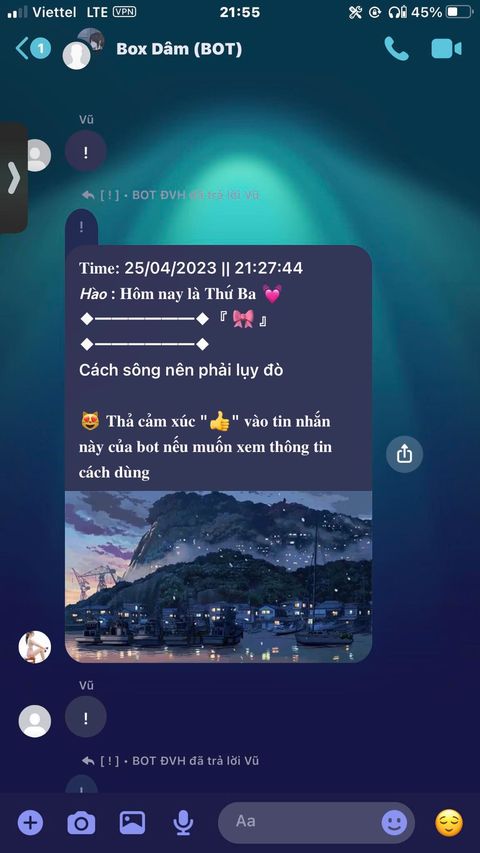 Viettel LTE VPN 21:55 45%
1
Box Dâm (BOT)
Vũ
!
[ ! ] • BOT ĐVH đã trả lời Vũ
!
Time: 25/04/2023 || 21:27:44
Hào : Hôm nay là Thứ Ba 💓
◆———————◆『🎀』
◆———————◆
Cách sông nên phải lụy đò
😻 Thả cảm xúc "👍" vào tin nhắn
này của bot nếu muốn xem thông tin
cách dùng
Vũ
!
[ ! ] • BOT ĐVH đã trả lời Vũ
!
Aa